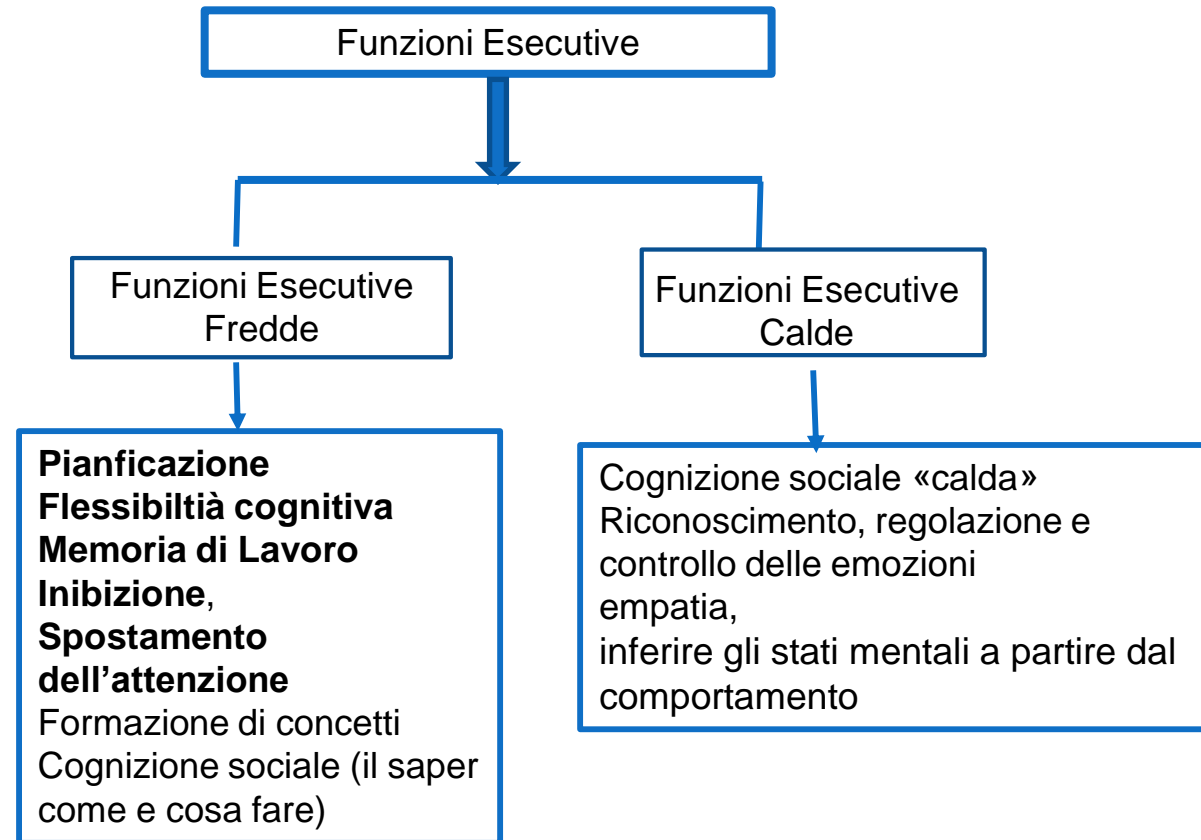 Funzioni Esecutive
Funzioni Esecutive
Fredde
Funzioni Esecutive
Calde
Pianficazione
Flessibiltià cognitiva
Memoria di Lavoro
Inibizione,
Spostamento
dell’attenzione
Formazione di concetti
Cognizione sociale (il saper
come e cosa fare)
Cognizione sociale «calda»
Riconoscimento, regolazione e
controllo delle emozioni
empatia,
inferire gli stati mentali a partire dal
comportamento